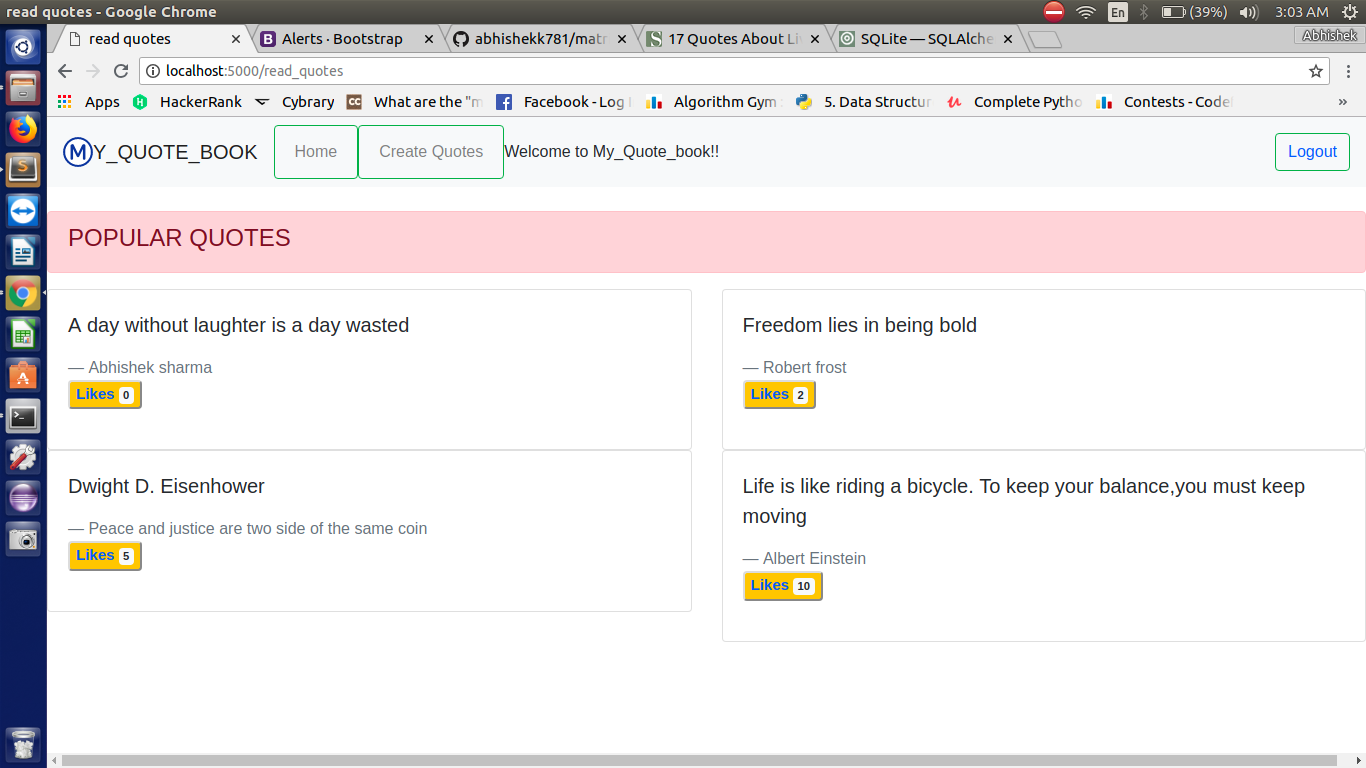 read quotes - Google Chrome
En
(39%)
3:03 AM
read quotes
Alerts · Bootstrap
abhishekk781/matr
17 Quotes About Liv
SQLite — SQLAlche
Abhishek
localhost:5000/read_quotes
Apps
HackerRank
Cybrary
What are the "m
Facebook - Log I
Algorithm Gym
5. Data Structur
Complete Pytho
Contests - Code
»
MY_QUOTE_BOOK
Home
Create Quotes
Welcome to My_Quote_book!!
Logout
POPULAR QUOTES
A day without laughter is a day wasted
— Abhishek sharma
Likes 0
Freedom lies in being bold
— Robert frost
Likes 2
Dwight D. Eisenhower
— Peace and justice are two side of the same coin
Likes 5
Life is like riding a bicycle. To keep your balance,you must keep
moving
— Albert Einstein
Likes 10